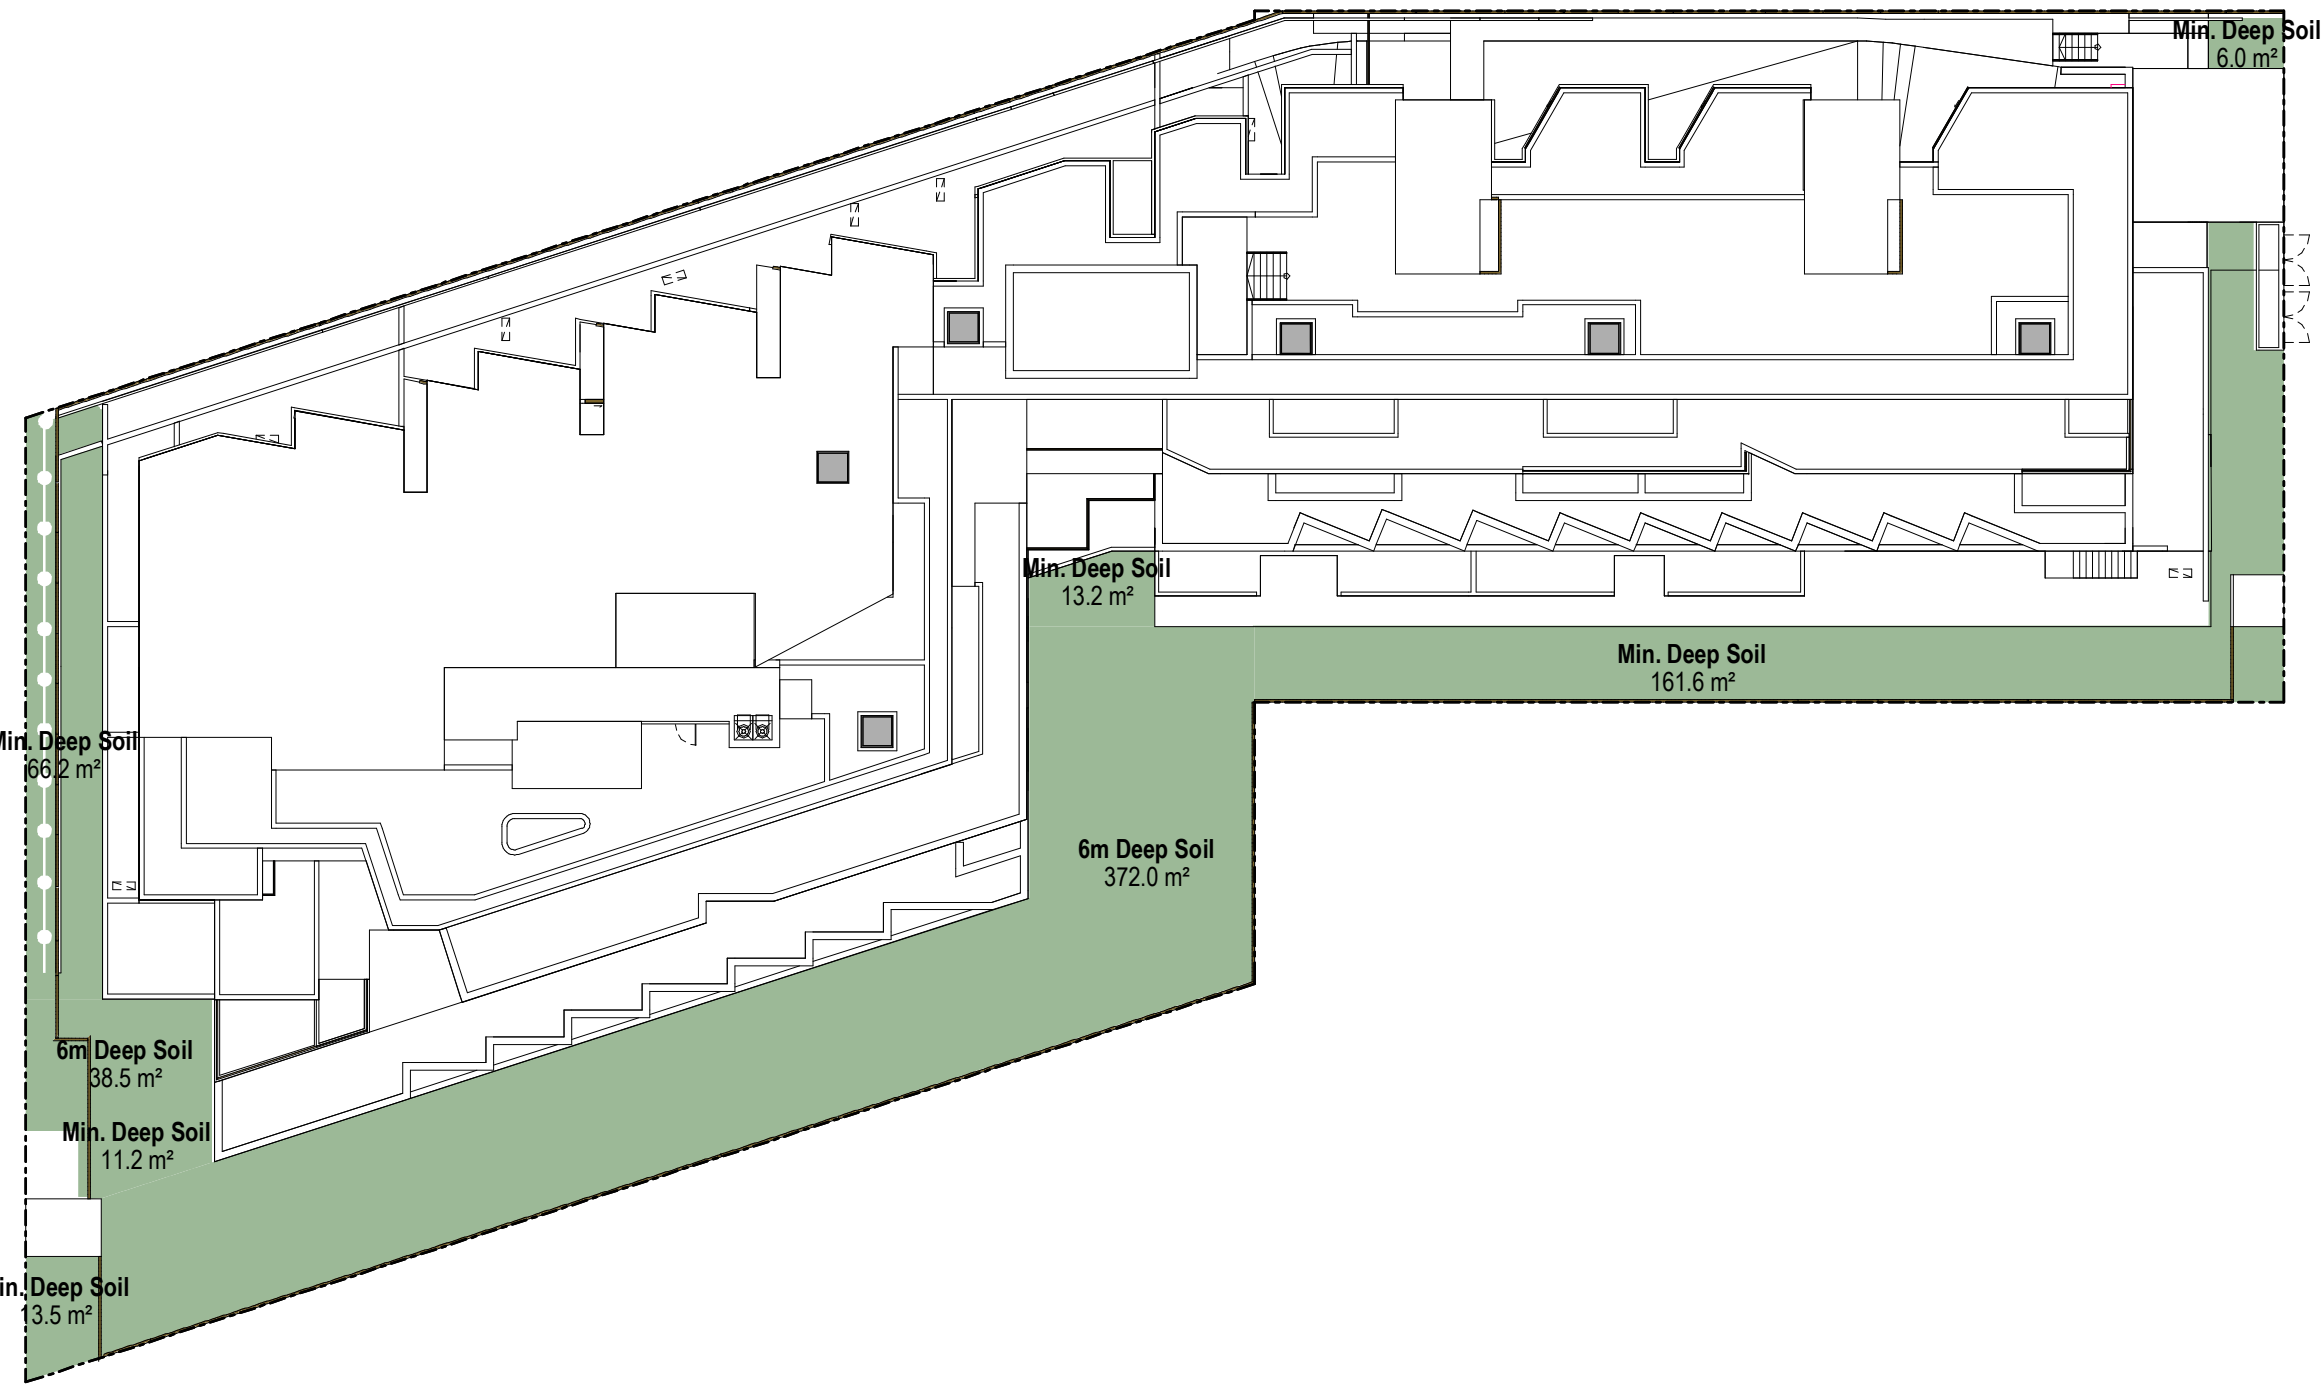 Min. Deep Soil
6.0 m²
Min. Deep Soil
13.2 m²
Min. Deep Soil
161.6 m²
Min. Deep Soil
66.2 m²
6m Deep Soil
372.0 m²
6m Deep Soil
38.5 m²
Min. Deep Soil
11.2 m²
in. Deep Soil
13.5 m²